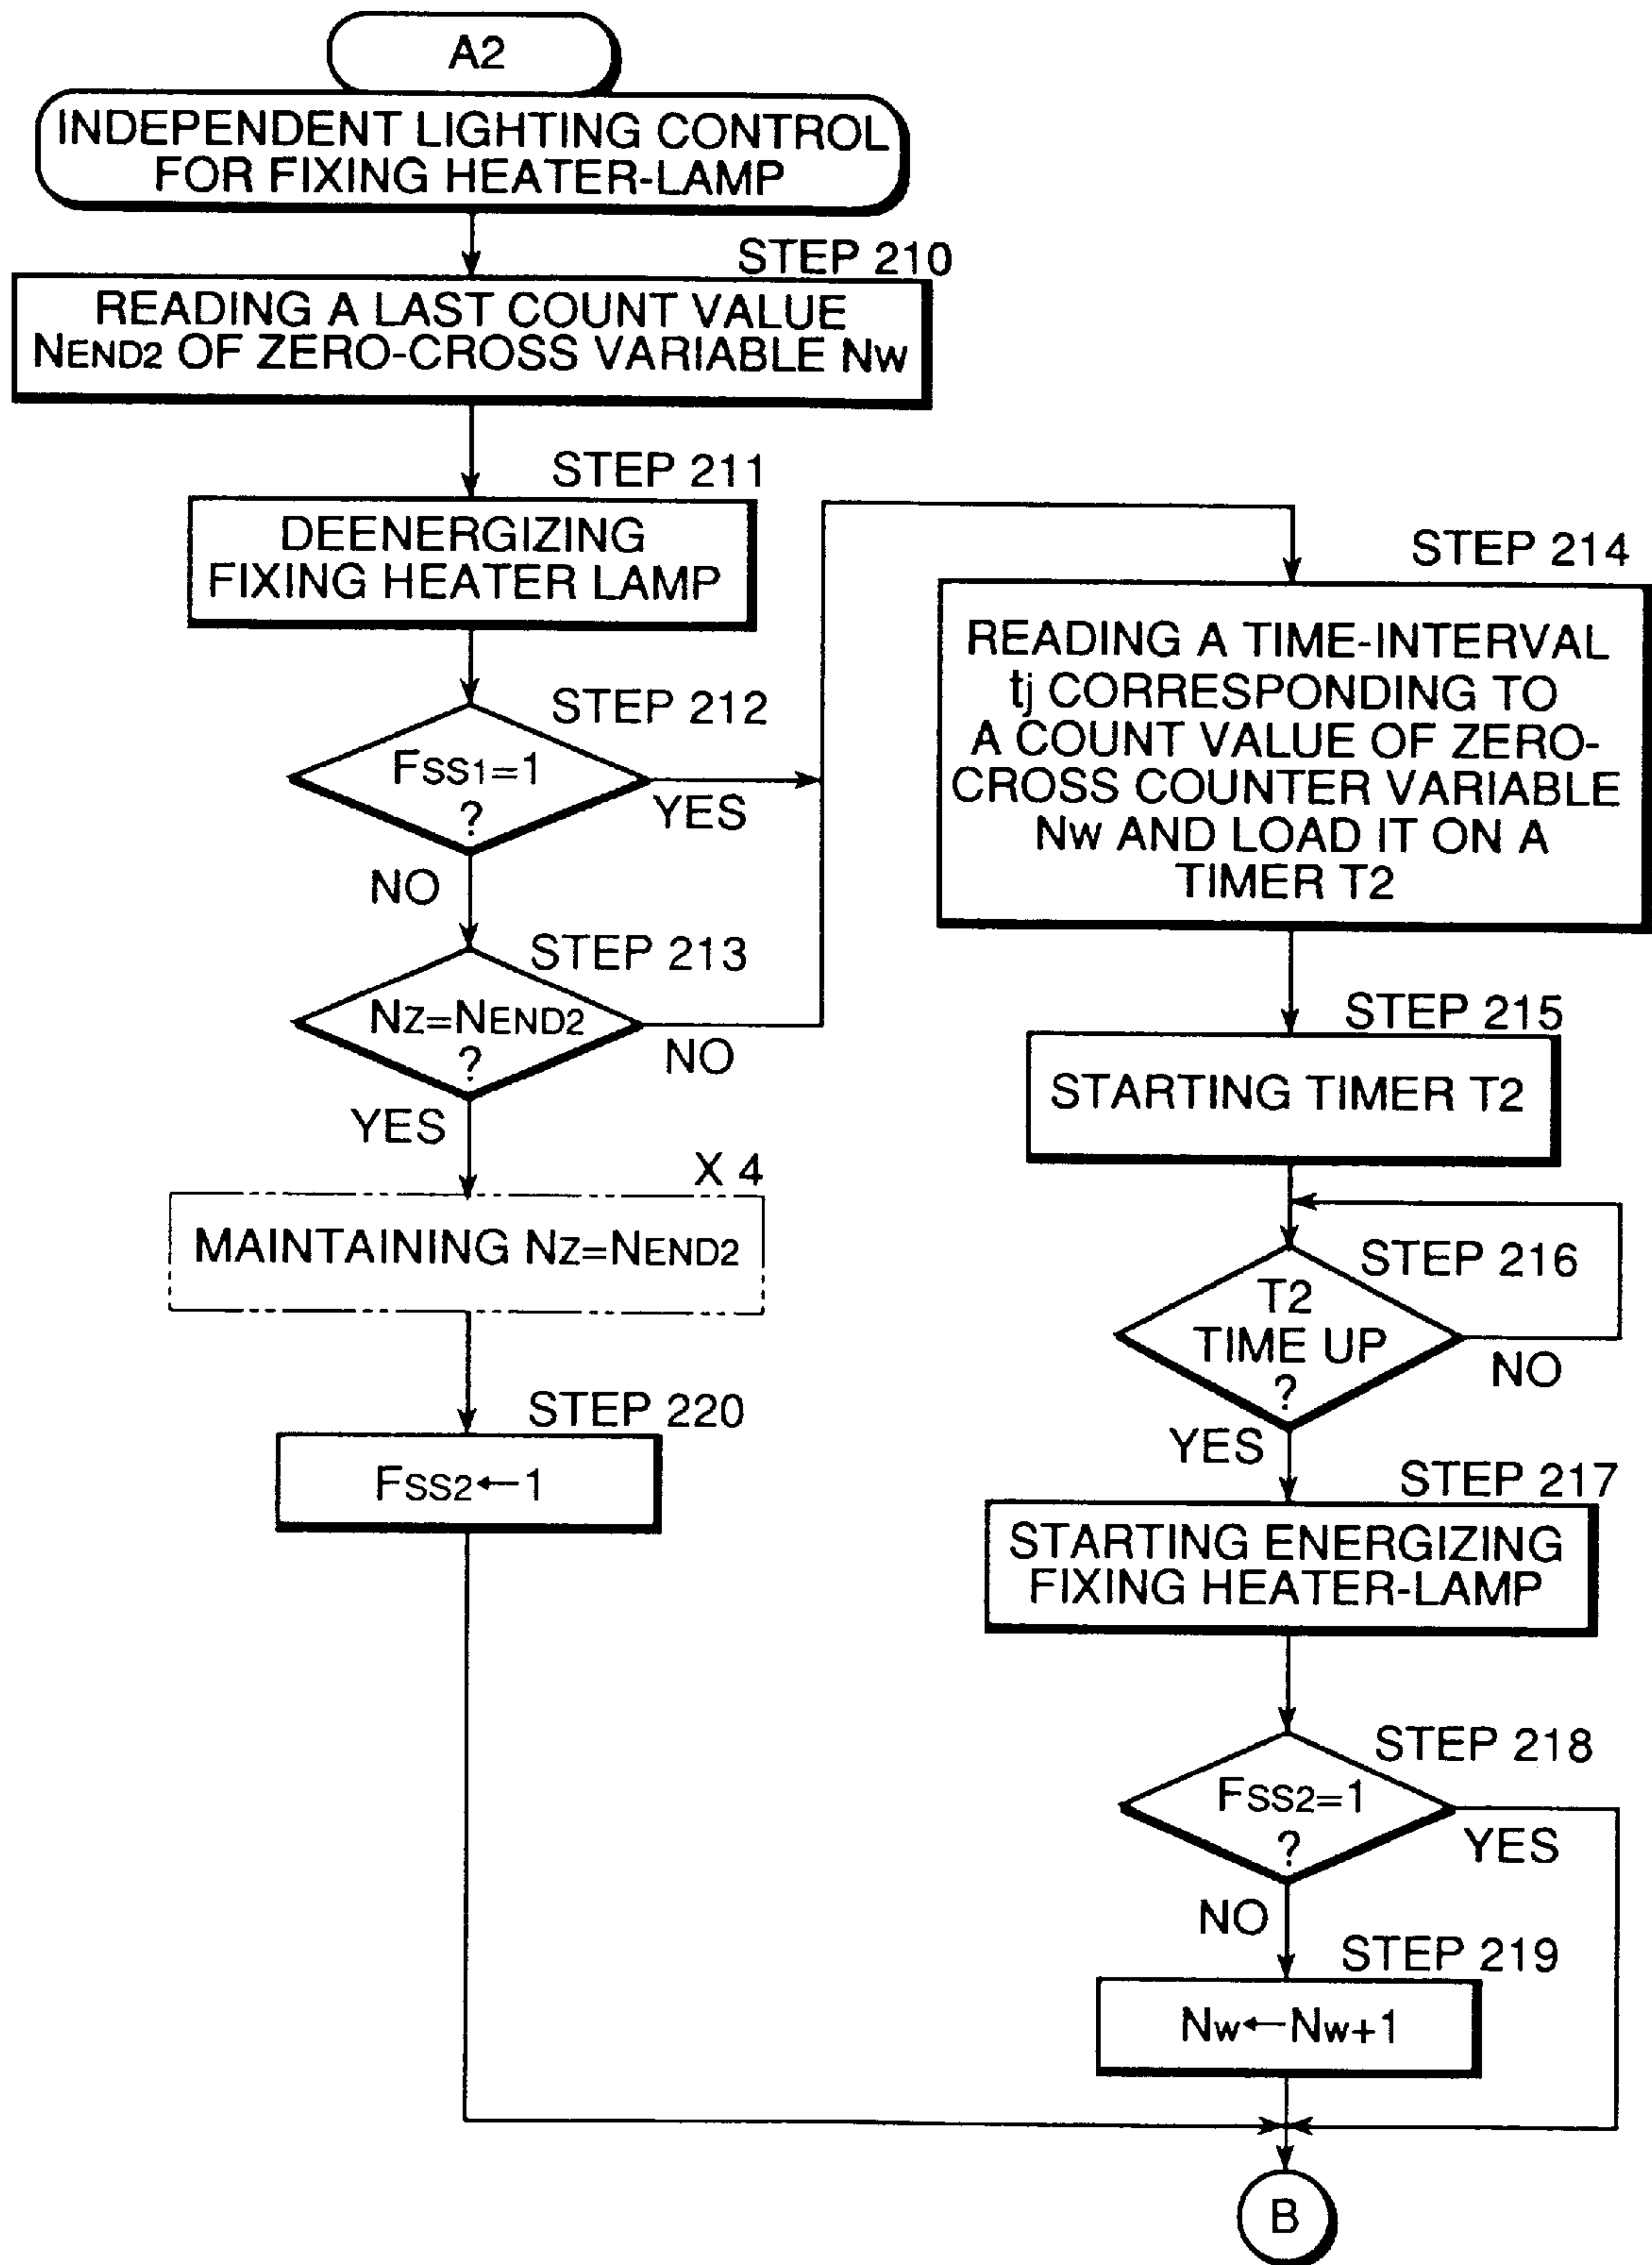 A2
INDEPENDENT LIGHTING CONTROL
FOR FIXING HEATER-LAMP
STEP 210
READING A LAST COUNT VALUE
NEND2 OF ZERO-CROSS VARIABLE Nw
STEP 211
DEENERGIZING
FIXING HEATER LAMP
STEP 212
FSS1=1
?
YES
NO
STEP 213
NZ=NEND2
?
NO
YES
X 4
MAINTAINING NZ=NEND2
STEP 220
FSS2←1
STEP 214
READING A TIME-INTERVAL
tj CORRESPONDING TO
A COUNT VALUE OF ZERO-
CROSS COUNTER VARIABLE
Nw AND LOAD IT ON A
TIMER T2
STEP 215
STARTING TIMER T2
STEP 216
T2
TIME UP
?
NO
YES
STEP 217
STARTING ENERGIZING
FIXING HEATER-LAMP
STEP 218
FSS2=1
?
YES
NO
STEP 219
Nw←Nw+1
B